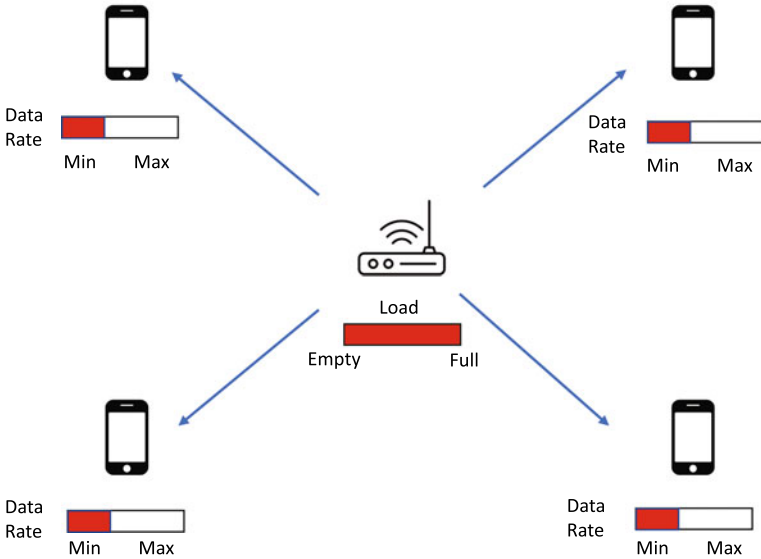 Data
Rate
Min Max
Data
Rate
Min Max
Load
Empty Full
Data
Rate
Min Max
Data
Rate
Min Max